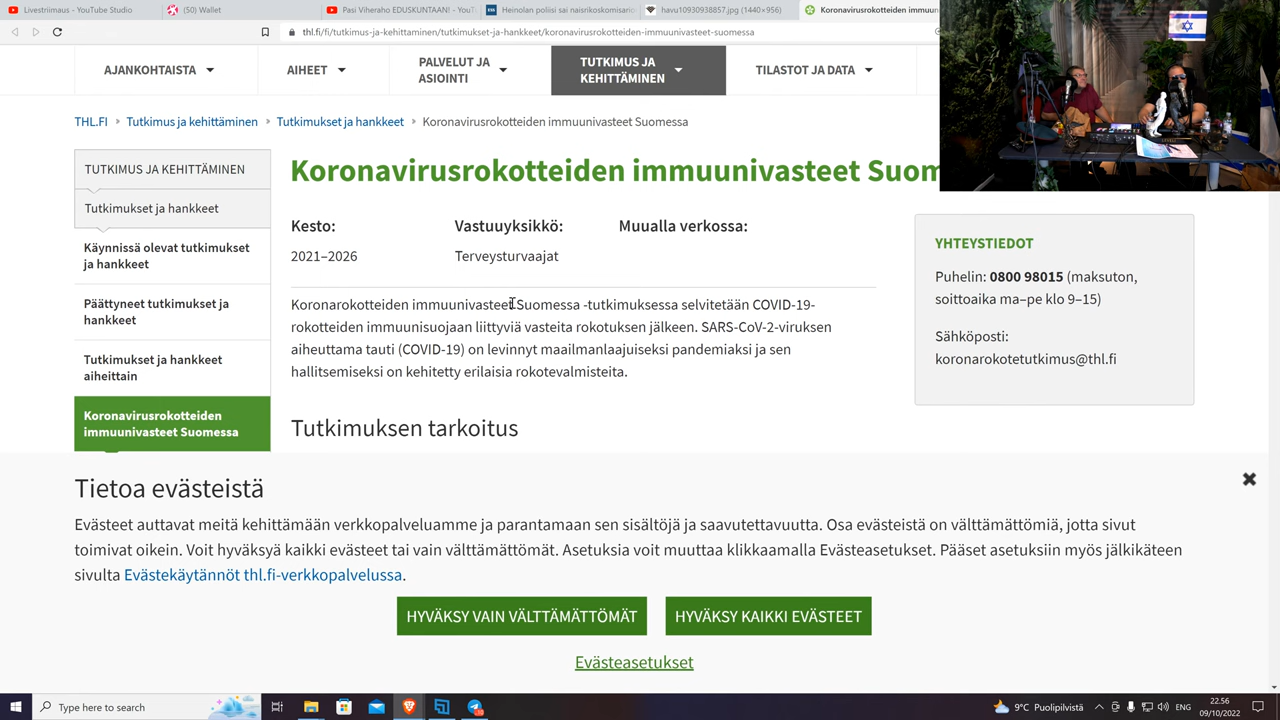 Livestriimaus - YouTube Studio
(50) Wallet
Pasi Viheraho EDUSKUNTAAN! - YouT
Heinolan poliisi sai naisrikoskomisario
havu10930938857.jpg (1440×956)
Koronavirusrokotteiden immuun
thl.fi/fi/tutkimus-ja-kehittaminen/tutkimukset-ja-hankkeet/koronavirusrokotteiden-immuunivasteet-suomessa
AJANKOHTAISTA
AIHEET
PALVELUT JA
ASIOINTI
TUTKIMUS JA
KEHITTÄMINEN
TILASTOT JA DATA
THL.FI Tutkimus ja kehittäminen Tutkimukset ja hankkeet Koronavirusrokotteiden immuunivasteet Suomessa
TUTKIMUS JA KEHITTÄMINEN
Tutkimukset ja hankkeet
Käynnissä olevat tutkimukset
ja hankkeet
Päättyneet tutkimukset ja
hankkeet
Tutkimukset ja hankkeet
aiheittain
Koronavirusrokotteiden
immuunivasteet Suomessa
Koronavirusrokotteiden immuunivasteet Suom
Kesto: Vastuuyksikkö: Muualla verkossa:
2021–2026 Terveysturvaajat
Koronarokotteiden immuunivasteet Suomessa -tutkimuksessa selvitetään COVID-19-
rokotteiden immuunisuojaan liittyviä vasteita rokotuksen jälkeen. SARS-CoV-2-viruksen
aiheuttama tauti (COVID-19) on levinnyt maailmanlaajuiseksi pandemiaksi ja sen
hallitsemiseksi on kehitetty erilaisia rokotevalmisteita.
Tutkimuksen tarkoitus
YHTEYSTIEDOT
Puhelin: 0800 98015 (maksuton,
soittoaika ma–pe klo 9–15)
Sähköposti:
koronarokotetutkimus@thl.fi
Tietoa evästeistä
Evästeet auttavat meitä kehittämään verkkopalveluamme ja parantamaan sen sisältöjä ja saavutettavuutta. Osa evästeistä on välttämättömiä, jotta sivut
toimivat oikein. Voit hyväksyä kaikki evästeet tai vain välttämättömät. Asetuksia voit muuttaa klikkaamalla Evästeasetukset. Pääset asetuksiin myös jälkikäteen
sivulta Evästekäytännöt thl.fi-verkkopalvelussa.
HYVÄKSY VAIN VÄLTTÄMÄTTÖMÄT
HYVÄKSY KAIKKI EVÄSTEET
Evästeasetukset
Type here to search
9°C Puolipilvistä
ENG
22.56
09/10/2022